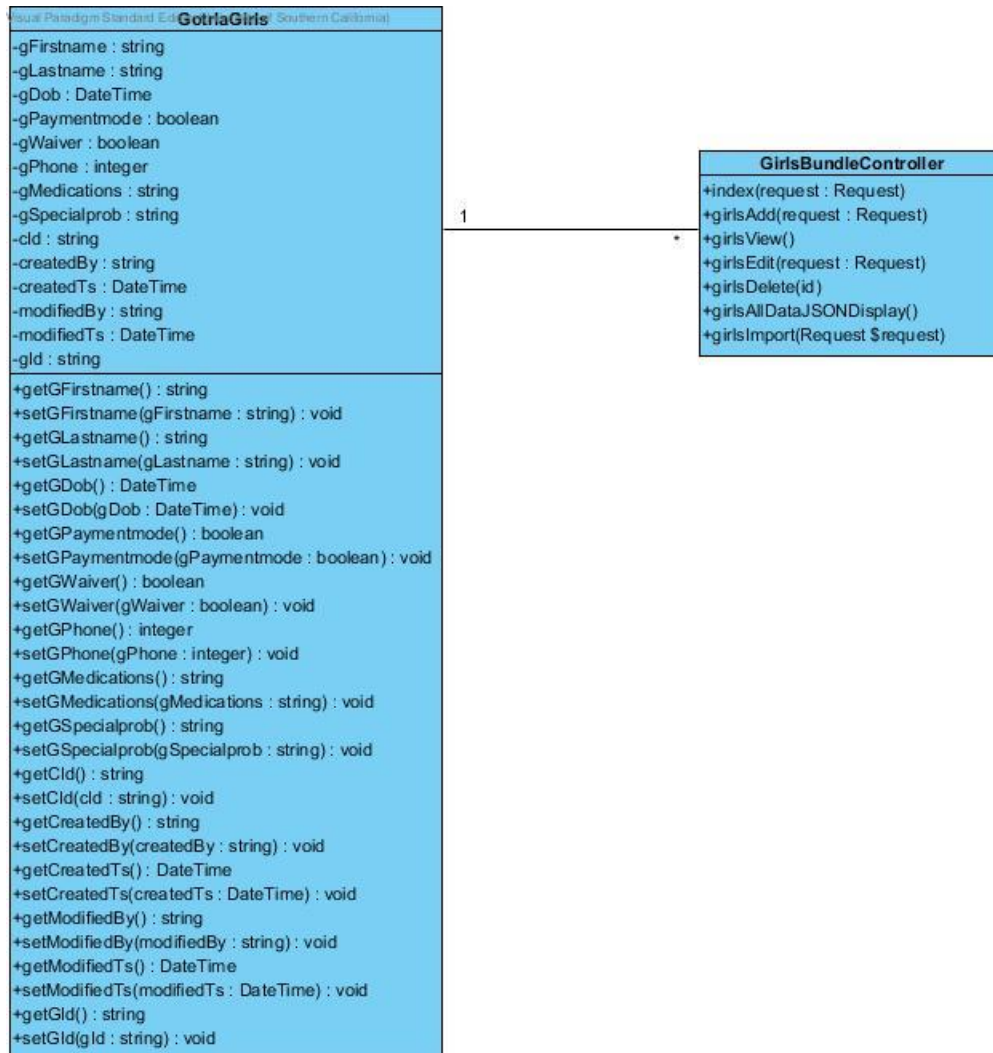 Visual Paradigm Standard Ed Southern California)
GotrlaGirls
-gFirstname : string
-gLastname : string
-gDob : DateTime
-gPaymentmode : boolean
-gWaiver : boolean
-gPhone : integer
-gMedications : string
-gSpecialprob : string
-cId : string
-createdBy : string
-createdTs : DateTime
-modifiedBy : string
-modifiedTs : DateTime
-gId : string
+getGFirstname() : string
+setGFirstname(gFirstname : string) : void
+getGLastname() : string
+setGLastname(gLastname : string) : void
+getGDob() : DateTime
+setGDob(gDob : DateTime) : void
+getGPaymentmode() : boolean
+setGPaymentmode(gPaymentmode : boolean) : void
+getGWaiver() : boolean
+setGWaiver(gWaiver : boolean) : void
+getGPhone() : integer
+setGPhone(gPhone : integer) : void
+getGMedications() : string
+setGMedications(gMedications : string) : void
+getGSpecialprob() : string
+setGSpecialprob(gSpecialprob : string) : void
+getCId() : string
+setCId(cId : string) : void
+getCreatedBy() : string
+setCreatedBy(createdBy : string) : void
+getCreatedTs() : DateTime
+setCreatedTs(createdTs : DateTime) : void
+getModifiedBy() : string
+setModifiedBy(modifiedBy : string) : void
+getModifiedTs() : DateTime
+setModifiedTs(modifiedTs : DateTime) : void
+getGId() : string
+setGId(gId : string) : void
1
*
GirlsBundleController
+index(request : Request)
+girlsAdd(request : Request)
+girlsView()
+girlsEdit(request : Request)
+girlsDelete(id)
+girlsAllDataJSONDisplay()
+girlsImport(Request $request)